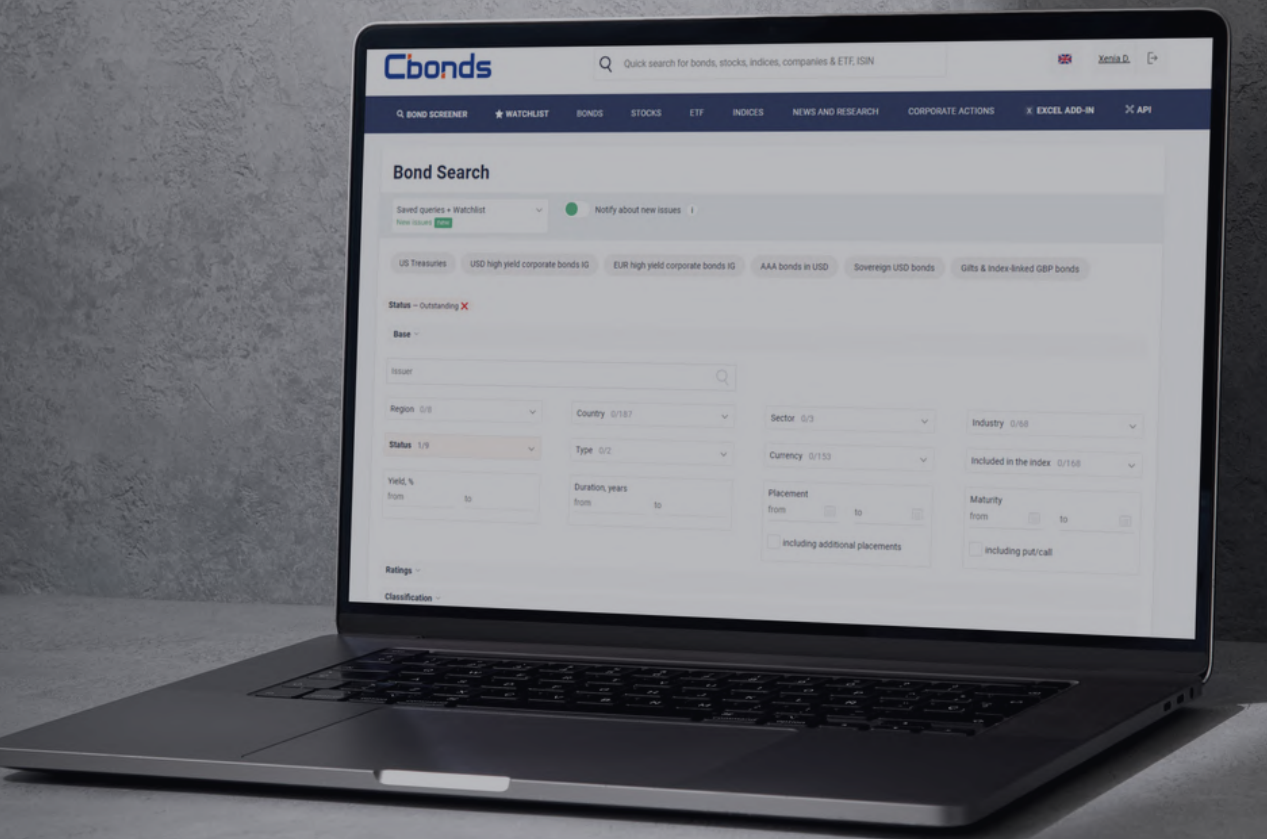 Cbonds
Quick search for bonds, stocks, indices, companies & ETF, ISIN
Xenia D.
BOND SCREENER WATCHLIST BONDS STOCKS ETF INDICES NEWS AND RESEARCH CORPORATE ACTIONS X EXCEL ADD-IN API
Bond Search
Saved queries + Watchlist
New issues new
Notify about new issues i
US Treasuries USD high yield corporate bonds IG EUR high yield corporate bonds IG AAA bonds in USD Sovereign USD bonds Gilts & Index-linked GBP bonds
Status – Outstanding ❌
Base
Issuer
Region 0/8 Country 0/187 Sector 0/3 Industry 0/68
Status 1/9 Type 0/2 Currency 0/153 Included in the index 0/168
Yield, % Duration, years Placement Maturity
from to from to from to from to
including additional placements including put/call
Ratings
Classification